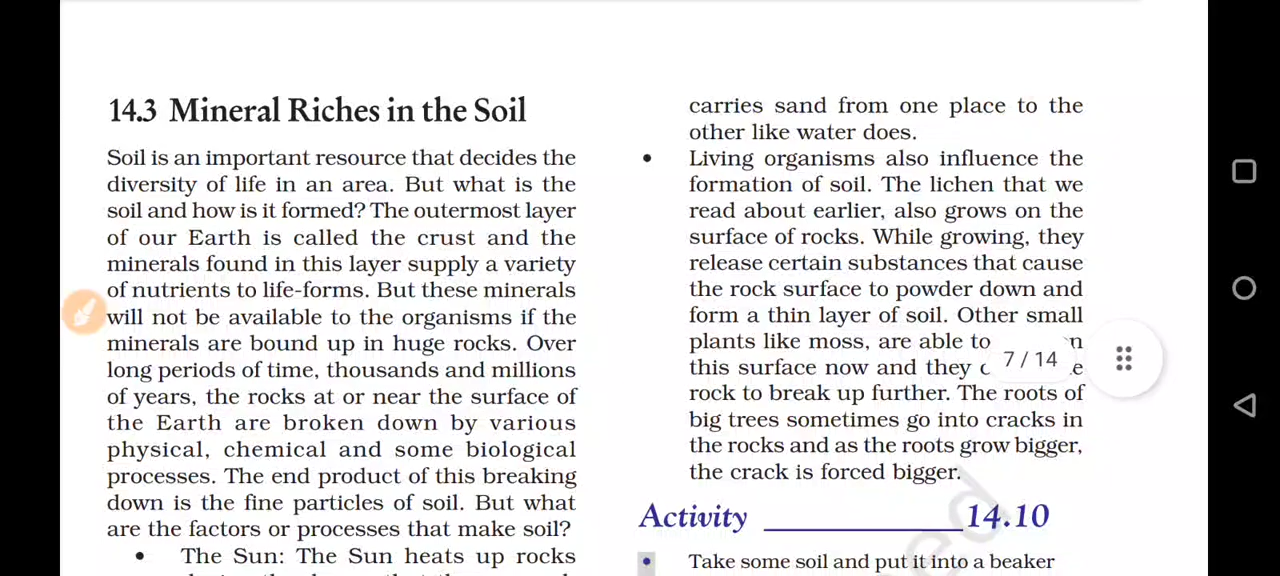 14.3 Mineral Riches in the Soil
Soil is an important resource that decides the
diversity of life in an area. But what is the
soil and how is it formed? The outermost layer
of our Earth is called the crust and the
minerals found in this layer supply a variety
of nutrients to life-forms. But these minerals
will not be available to the organisms if the
minerals are bound up in huge rocks. Over
long periods of time, thousands and millions
of years, the rocks at or near the surface of
the Earth are broken down by various
physical, chemical and some biological
processes. The end product of this breaking
down is the fine particles of soil. But what
are the factors or processes that make soil?
• The Sun: The Sun heats up rocks
carries sand from one place to the
other like water does.
• Living organisms also influence the
formation of soil. The lichen that we
read about earlier, also grows on the
surface of rocks. While growing, they
release certain substances that cause
the rock surface to powder down and
form a thin layer of soil. Other small
plants like moss, are able to
this surface now and they
rock to break up further. The roots of
big trees sometimes go into cracks in
the rocks and as the roots grow bigger,
the crack is forced bigger.
7 / 14
Activity 14.10
• Take some soil and put it into a beaker